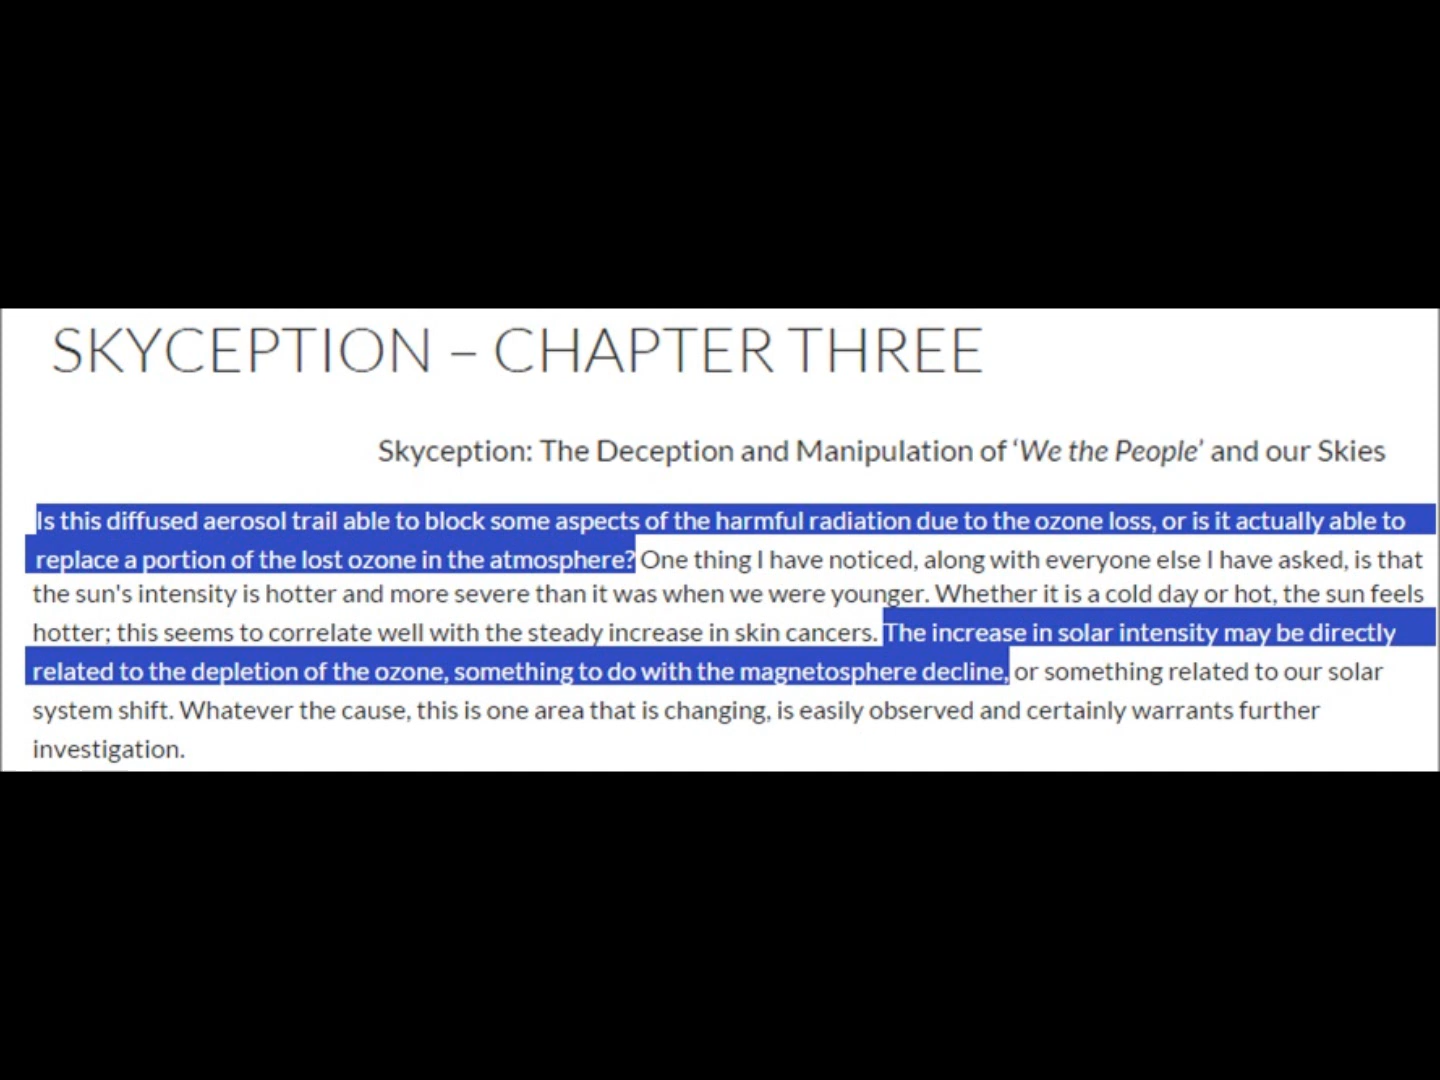 SKYCEPTION – CHAPTER THREE
Skyception: The Deception and Manipulation of ‘We the People’ and our Skies
Is this diffused aerosol trail able to block some aspects of the harmful radiation due to the ozone loss, or is it actually able to
replace a portion of the lost ozone in the atmosphere? One thing I have noticed, along with everyone else I have asked, is that
the sun's intensity is hotter and more severe than it was when we were younger. Whether it is a cold day or hot, the sun feels
hotter; this seems to correlate well with the steady increase in skin cancers. The increase in solar intensity may be directly
related to the depletion of the ozone, something to do with the magnetosphere decline, or something related to our solar
system shift. Whatever the cause, this is one area that is changing, is easily observed and certainly warrants further
investigation.